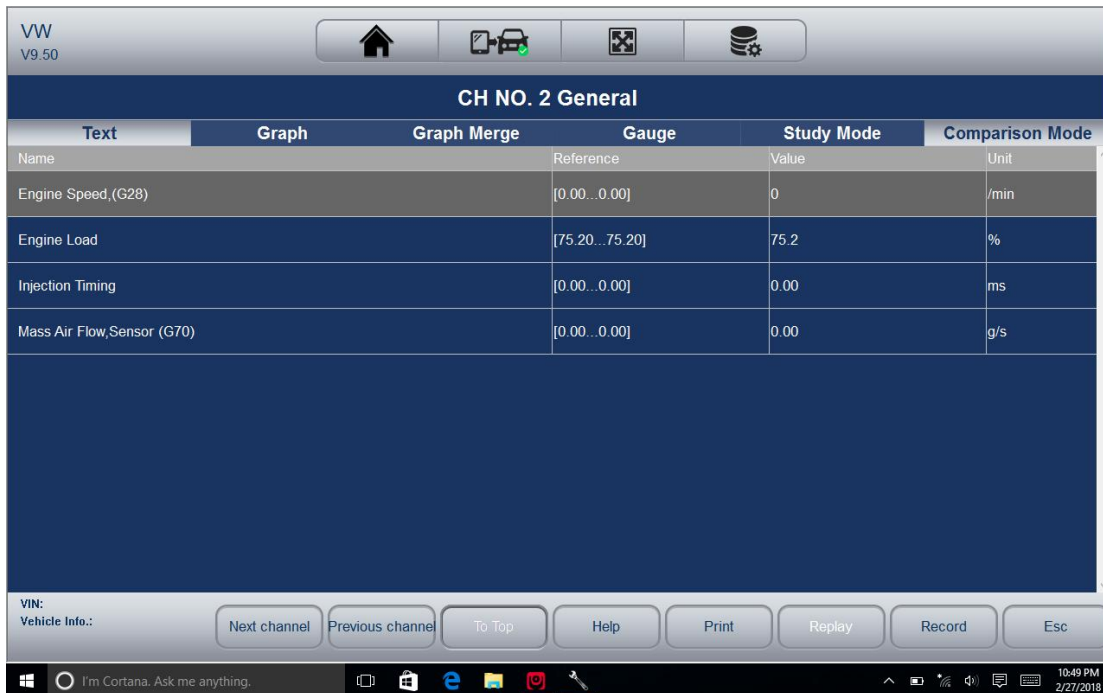 VW
V9.50
CH NO. 2 General
Text Graph Graph Merge Gauge Study Mode Comparison Mode
Name Reference Value Unit
Engine Speed,(G28) [0.00...0.00] 0 /min
Engine Load [75.20...75.20] 75.2 %
Injection Timing [0.00...0.00] 0.00 ms
Mass Air Flow,Sensor (G70) [0.00...0.00] 0.00 g/s
VIN:
Vehicle Info.:
Next channel Previous channel To Top Help Print Replay Record Esc
I'm Cortana. Ask me anything.
10:49 PM
2/27/2018